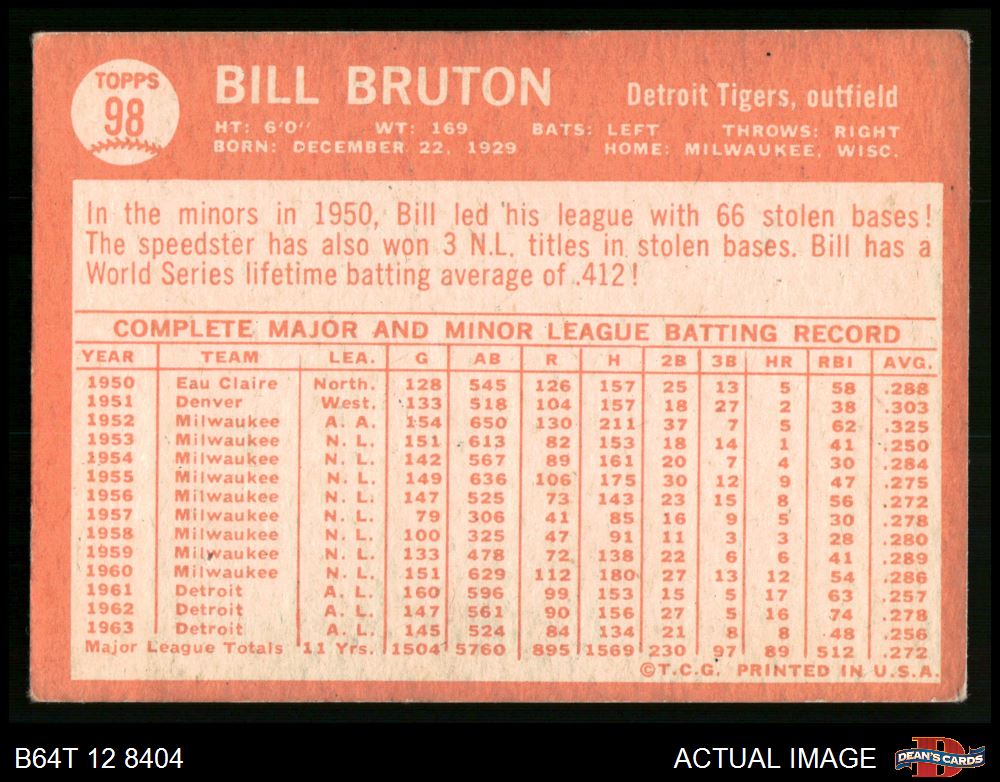 TOPPS
98
BILL BRUTON
Detroit Tigers, outfield
HT: 6'0" WT: 169 BATS: LEFT THROWS: RIGHT
BORN: DECEMBER 22, 1929 HOME: MILWAUKEE, WISC.
In the minors in 1950, Bill led his league with 66 stolen bases!
The speedster has also won 3 N.L. titles in stolen bases. Bill has a
World Series lifetime batting average of .412!
COMPLETE MAJOR AND MINOR LEAGUE BATTING RECORD
YEAR TEAM LEA. G AB R H 2B 3B HR RBI AVG.
1950 Eau Claire North. 128 545 126 157 25 13 5 58 .288
1951 Denver West. 133 518 104 157 18 27 2 38 .303
1952 Milwaukee A. A. 154 650 130 211 37 7 5 62 .325
1953 Milwaukee N. L. 151 613 82 153 18 14 1 41 .250
1954 Milwaukee N. L. 142 567 89 161 20 7 4 30 .284
1955 Milwaukee N. L. 149 636 106 175 30 12 9 47 .275
1956 Milwaukee N. L. 147 525 73 143 23 15 8 56 .272
1957 Milwaukee N. L. 79 306 41 85 16 9 5 30 .278
1958 Milwaukee N. L. 100 325 47 91 11 3 3 28 .280
1959 Milwaukee N. L. 133 478 72 138 22 6 6 41 .289
1960 Milwaukee N. L. 151 629 112 180 27 13 12 54 .286
1961 Detroit A. L. 160 596 99 153 15 5 17 63 .257
1962 Detroit A. L. 147 561 90 156 27 5 16 74 .278
1963 Detroit A. L. 145 524 84 134 21 8 8 48 .256
Major League Totals 11 Yrs. 1504 5760 895 1569 230 97 89 512 .272
©T.C.G. PRINTED IN U.S.A.
B64T 12 8404
ACTUAL IMAGE
D
DEAN'S CARDS